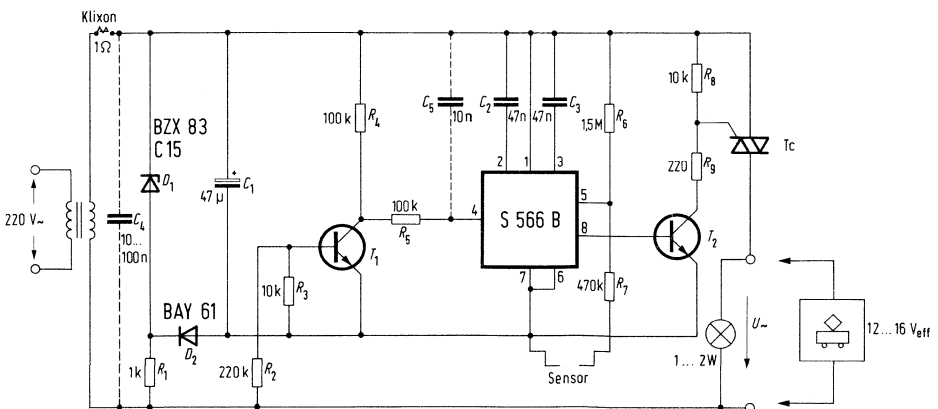 Klixon
1Ω
220 V~
C4
10...
100n
BZX 83
C15
D1
47 µ
+
C1
BAY 61
D2
1k
R1
220k
R2
10k
R3
T1
100k
R4
100k
R5
C5
10n
C2
47n
47n
C3
2
1
3
4
S 566 B
5
8
7
6
1,5M
R6
470k
R7
Sensor
10k
R8
220
R9
T2
Tc
U~
1 ... 2W
12...16 Veff